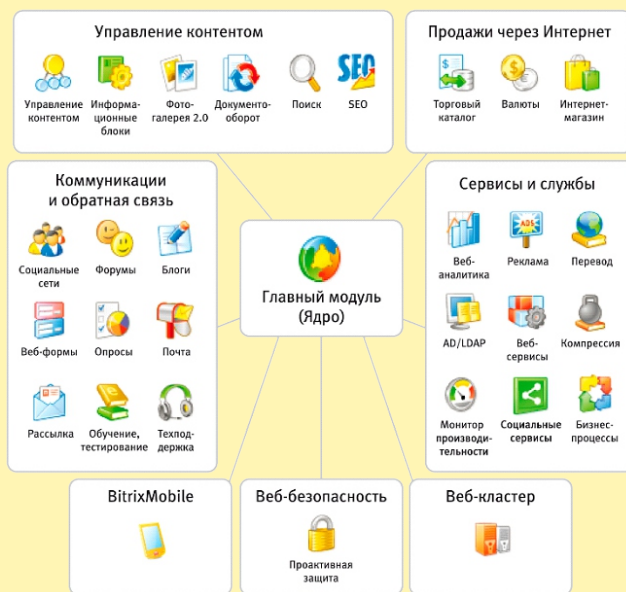 Управление контентом
Управление
контентом
Информа-
ционные
блоки
Фото-
галерея 2.0
Документо-
оборот
Поиск
SEO
SEO
Продажи через Интернет
$
Торговый
каталог
$
€
Валюты
Интернет-
магазин
Коммуникации
и обратная связь
Социальные
сети
Форумы
Блоги
Веб-формы
Опросы
Почта
Рассылка
Обучение,
тестирование
Техпод-
держка
Главный модуль
(Ядро)
Сервисы и службы
Веб-
аналитика
ADS
Реклама
Перевод
AD/LDAP
Веб-
сервисы
Компрессия
Монитор
производи-
тельности
Социальные
сервисы
Бизнес-
процессы
BitrixMobile
Веб-безопасность
Проактивная
защита
Веб-кластер